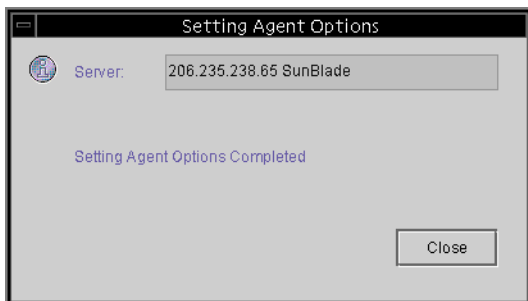 Setting Agent Options
Server: 206.235.238.65 SunBlade
Setting Agent Options Completed
Close